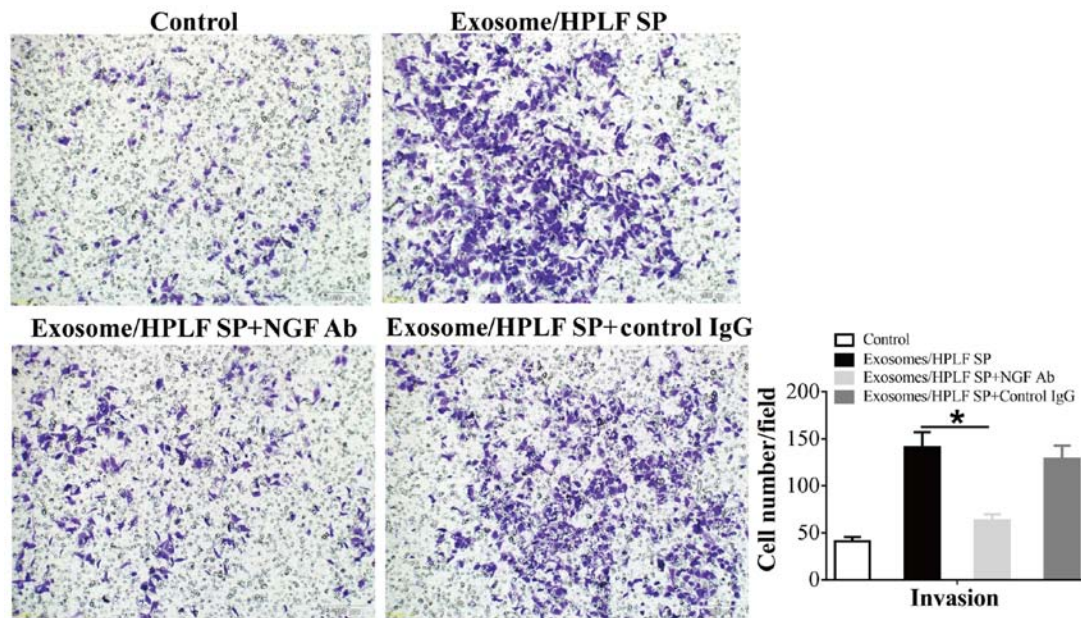 Control
Exosome/HPLF SP
Exosome/HPLF SP+NGF Ab
Exosome/HPLF SP+control IgG
Control
Exosomes/HPLF SP
Exosomes/HPLF SP+NGF Ab
Exosomes/HPLF SP+Control IgG
Cell number/field
200
150
100
50
0
*
Invasion